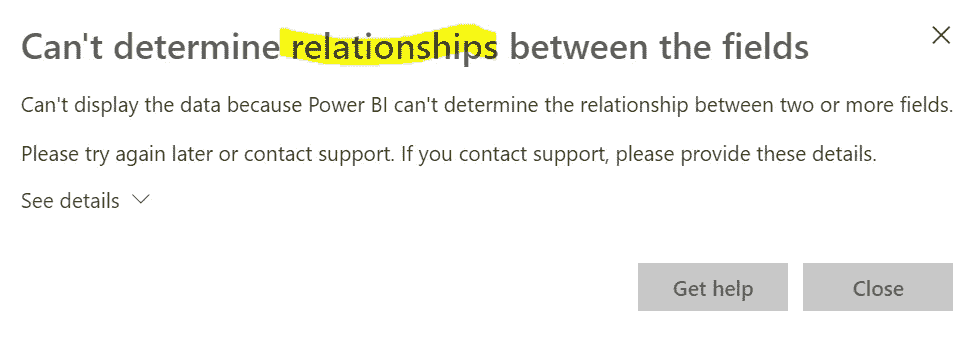 Can't determine relationships between the fields
Can't display the data because Power BI can't determine the relationship between two or more fields.
Please try again later or contact support. If you contact support, please provide these details.
See details
Get help
Close